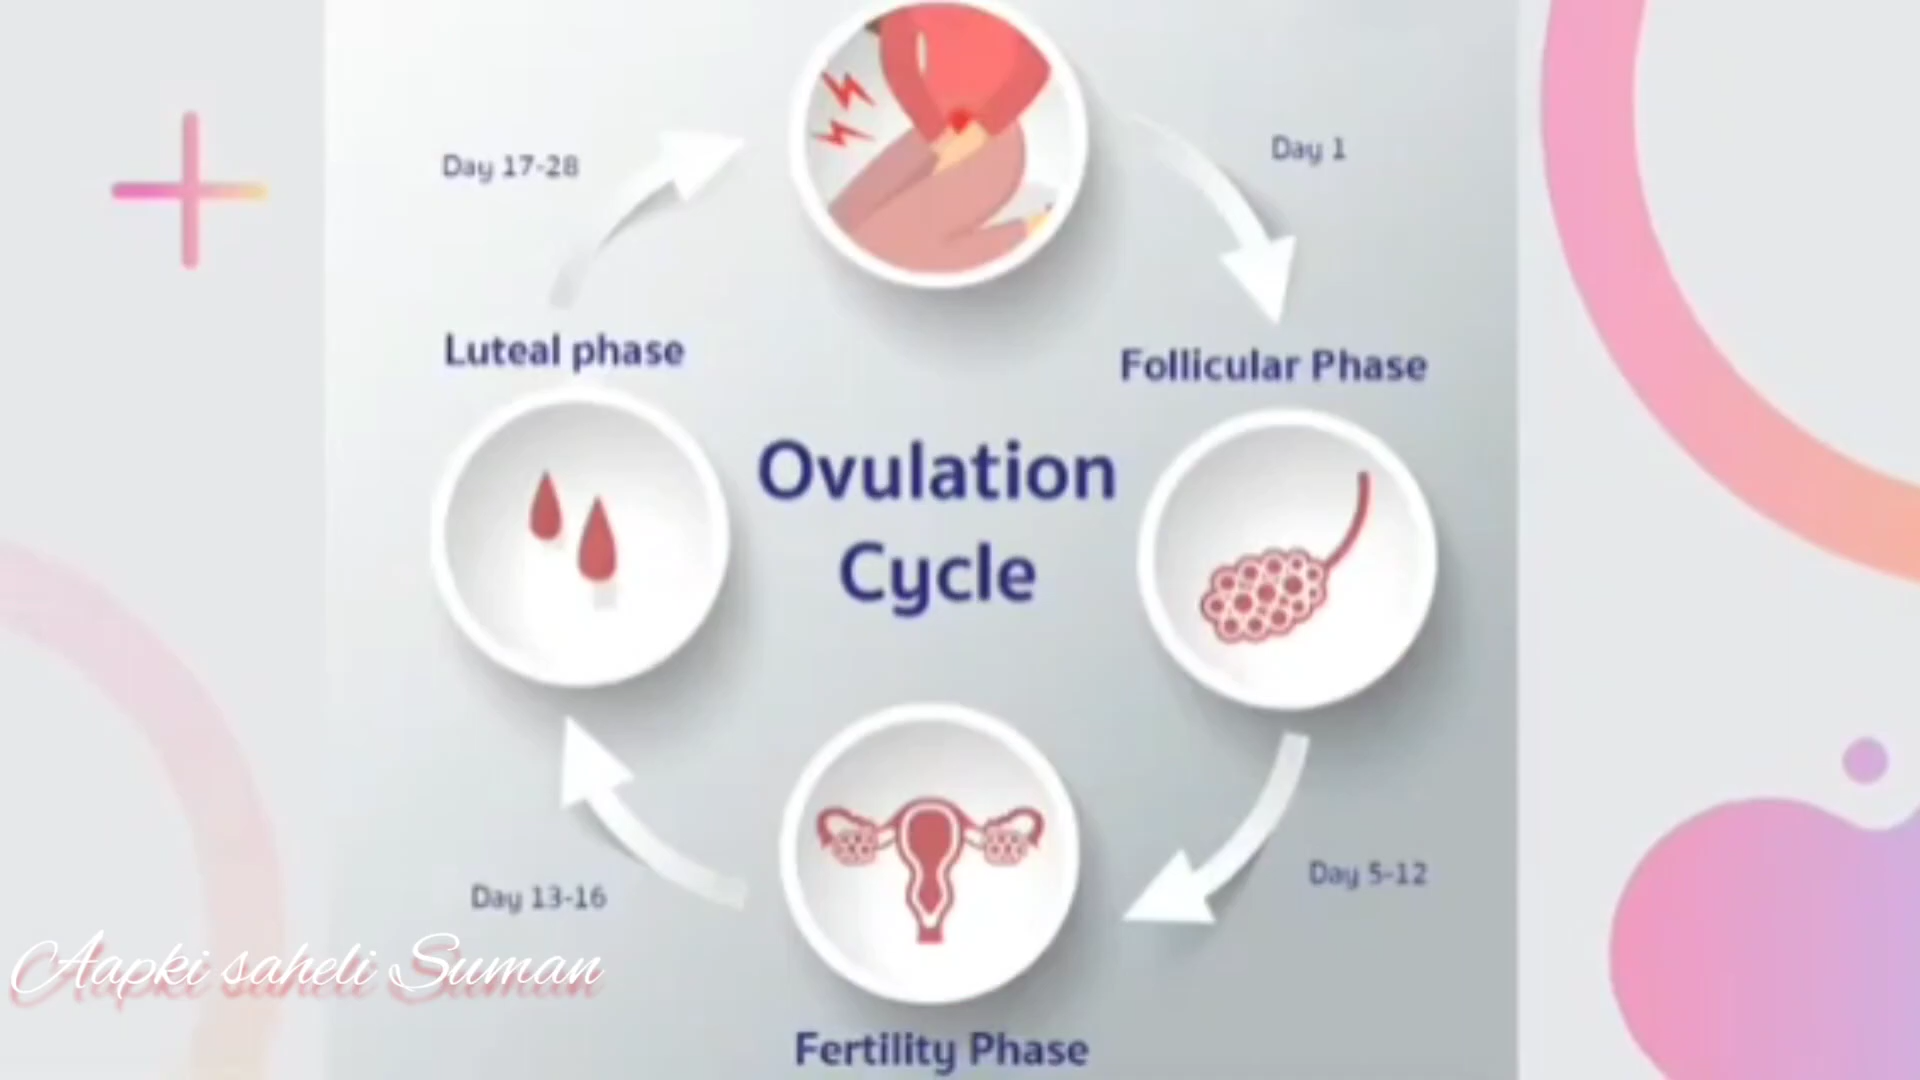 Day 17-28
Day 1
Luteal phase
Follicular Phase
Ovulation
Cycle
Day 5-12
Day 13-16
Aapki saheli Suman
Fertility Phase